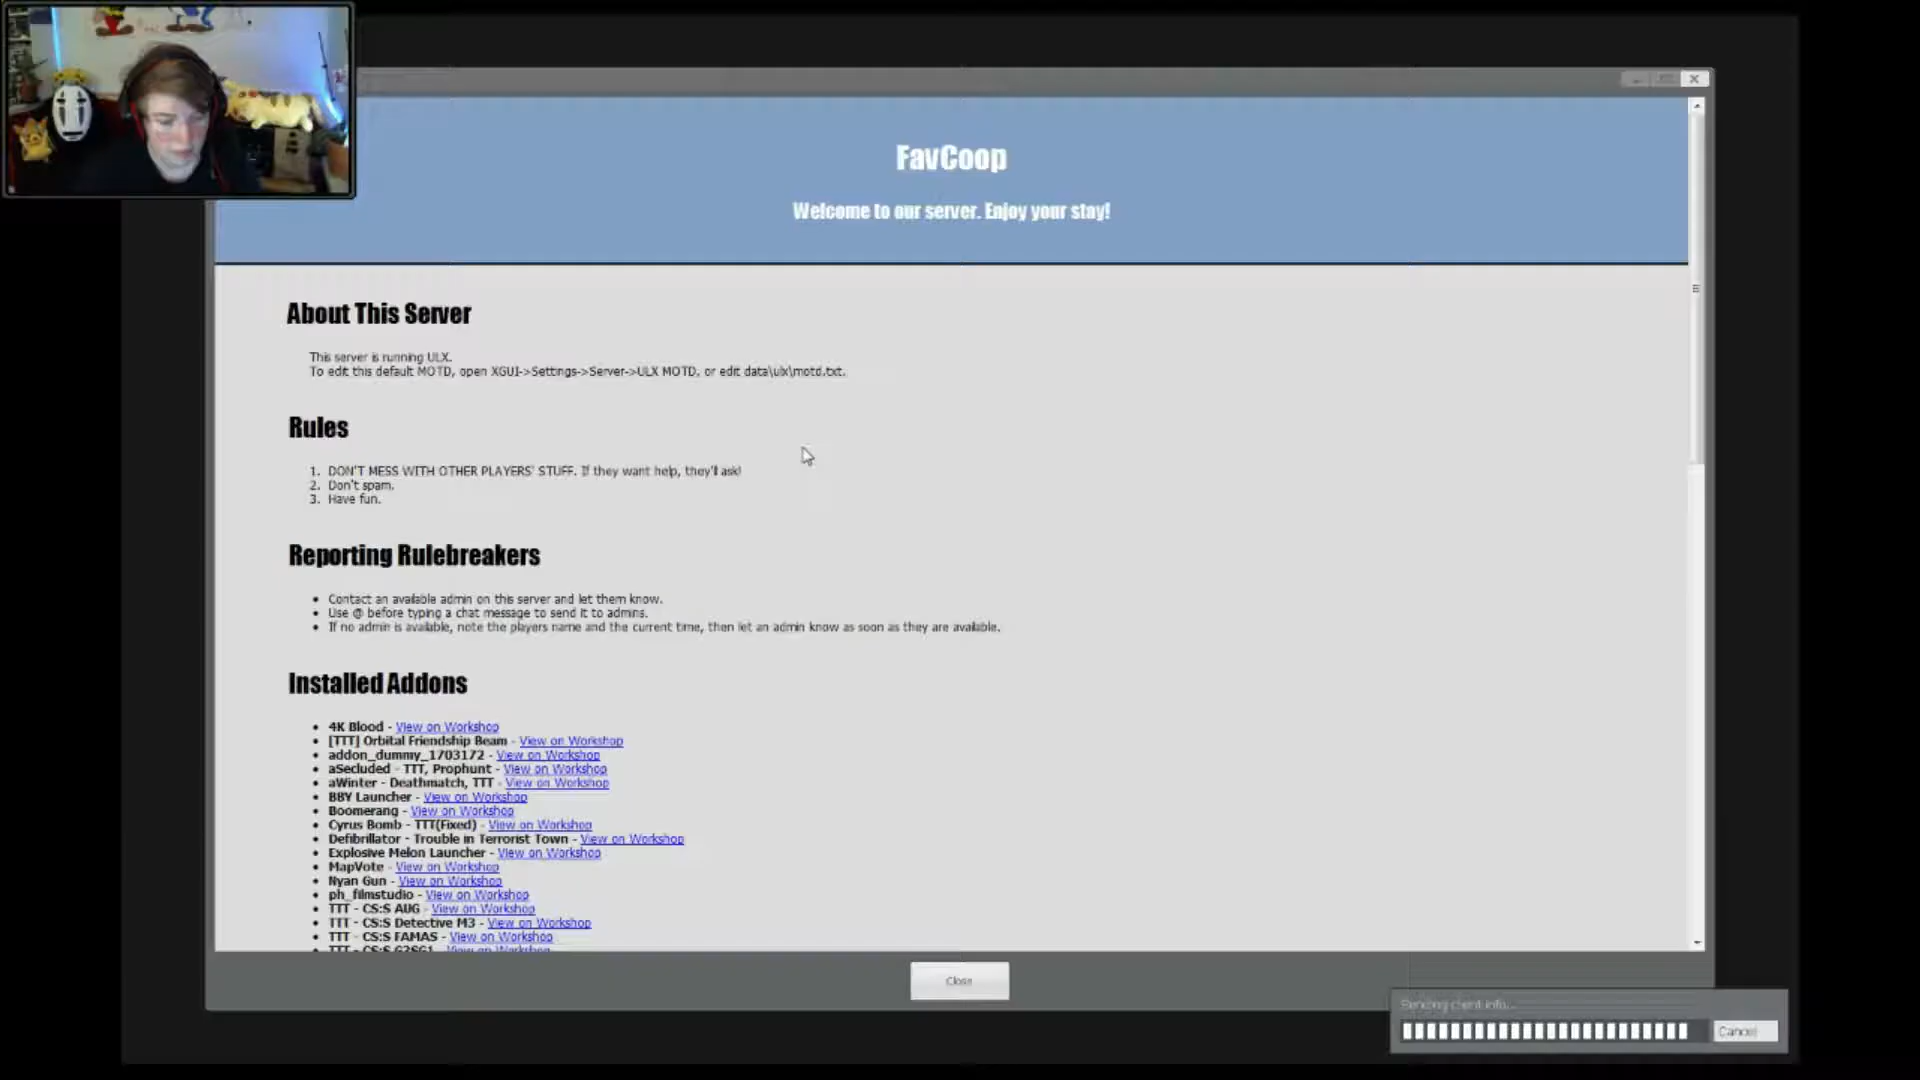 FavCoop
Welcome to our server. Enjoy your stay!
About This Server
This server is running ULX.
To edit this default MOTD, open XGUI->Settings->Server->ULX MOTD, or edit data\ulx\motd.txt.
Rules
1. DON'T MESS WITH OTHER PLAYERS' STUFF. If they want help, they'll ask!
2. Don't spam.
3. Have fun.
Reporting Rulebreakers
• Contact an available admin on this server and let them know.
• Use @ before typing a chat message to send it to admins.
• If no admin is available, note the players name and the current time, then let an admin know as soon as they are available.
Installed Addons
• 4K Blood - View on Workshop
• [TTT] Orbital Friendship Beam - View on Workshop
• addon_dummy_1703172 - View on Workshop
• aSecluded - TTT, Prophunt - View on Workshop
• aWinter - Deathmatch, TTT - View on Workshop
• BBY Launcher - View on Workshop
• Boomerang - View on Workshop
• Cyrus Bomb - TTT(Fixed) - View on Workshop
• Defibrillator - Trouble in Terrorist Town - View on Workshop
• Explosive Melon Launcher - View on Workshop
• MapVote - View on Workshop
• Nyan Gun - View on Workshop
• ph_filmstudio - View on Workshop
• TTT - CS:S AUG - View on Workshop
• TTT - CS:S Detective M3 - View on Workshop
• TTT - CS:S FAMAS - View on Workshop
• TTT - CS:S G3SG1 - View on Workshop
Close
Sending client info...
Cancel